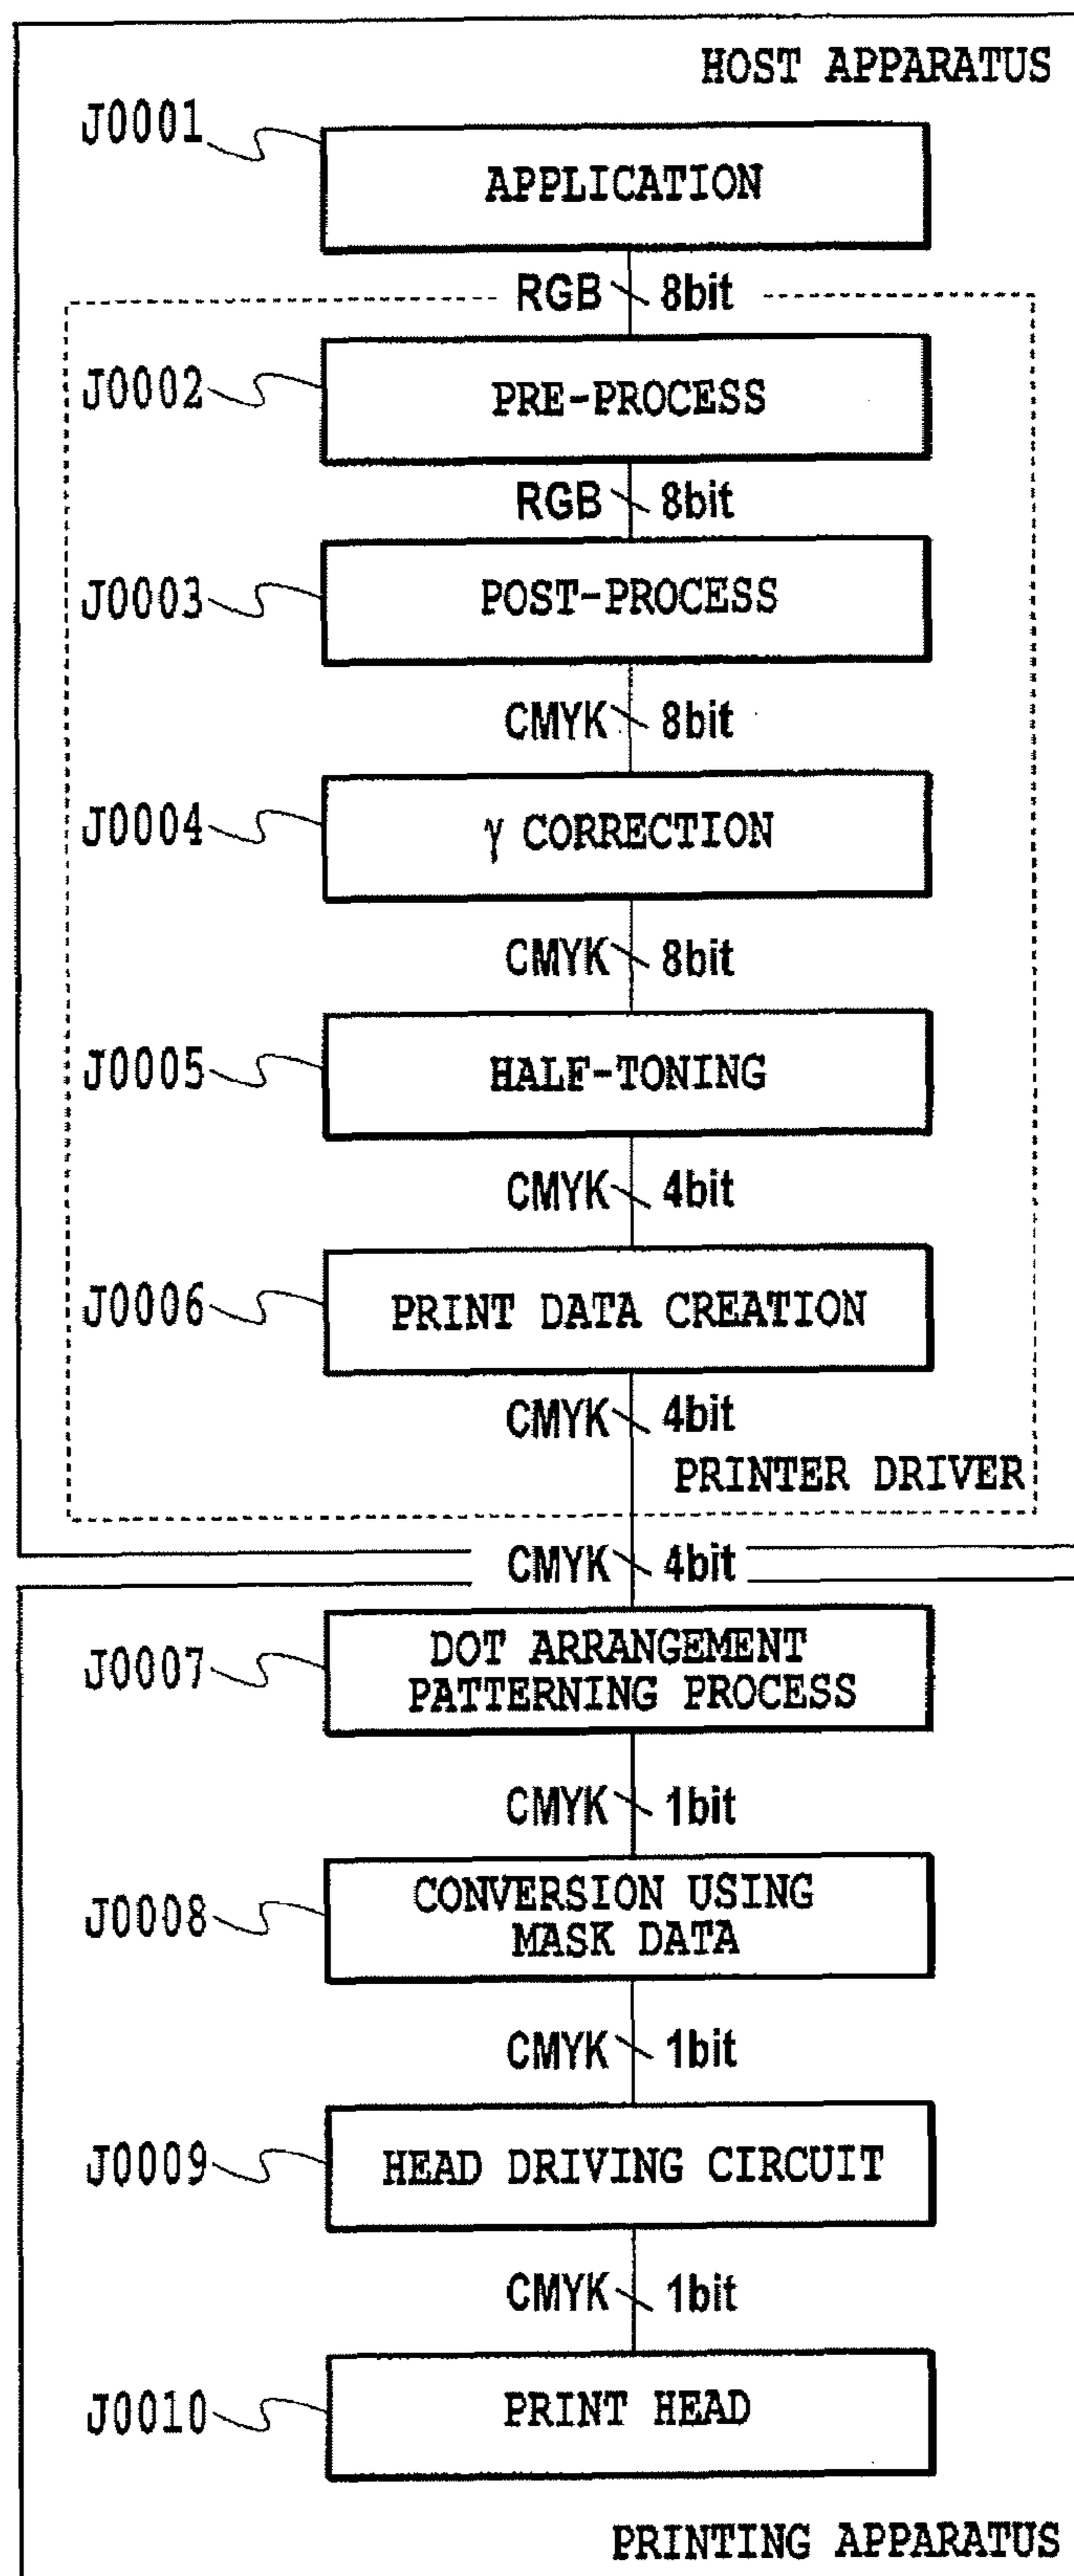 HOST APPARATUS
J0001
APPLICATION
RGB 8bit
J0002
PRE-PROCESS
RGB 8bit
J0003
POST-PROCESS
CMYK 8bit
J0004
γ CORRECTION
CMYK 8bit
J0005
HALF-TONING
CMYK 4bit
J0006
PRINT DATA CREATION
CMYK 4bit
PRINTER DRIVER
CMYK 4bit
J0007
DOT ARRANGEMENT
PATTERNING PROCESS
CMYK 1bit
J0008
CONVERSION USING
MASK DATA
CMYK 1bit
J0009
HEAD DRIVING CIRCUIT
CMYK 1bit
J0010
PRINT HEAD
PRINTING APPARATUS